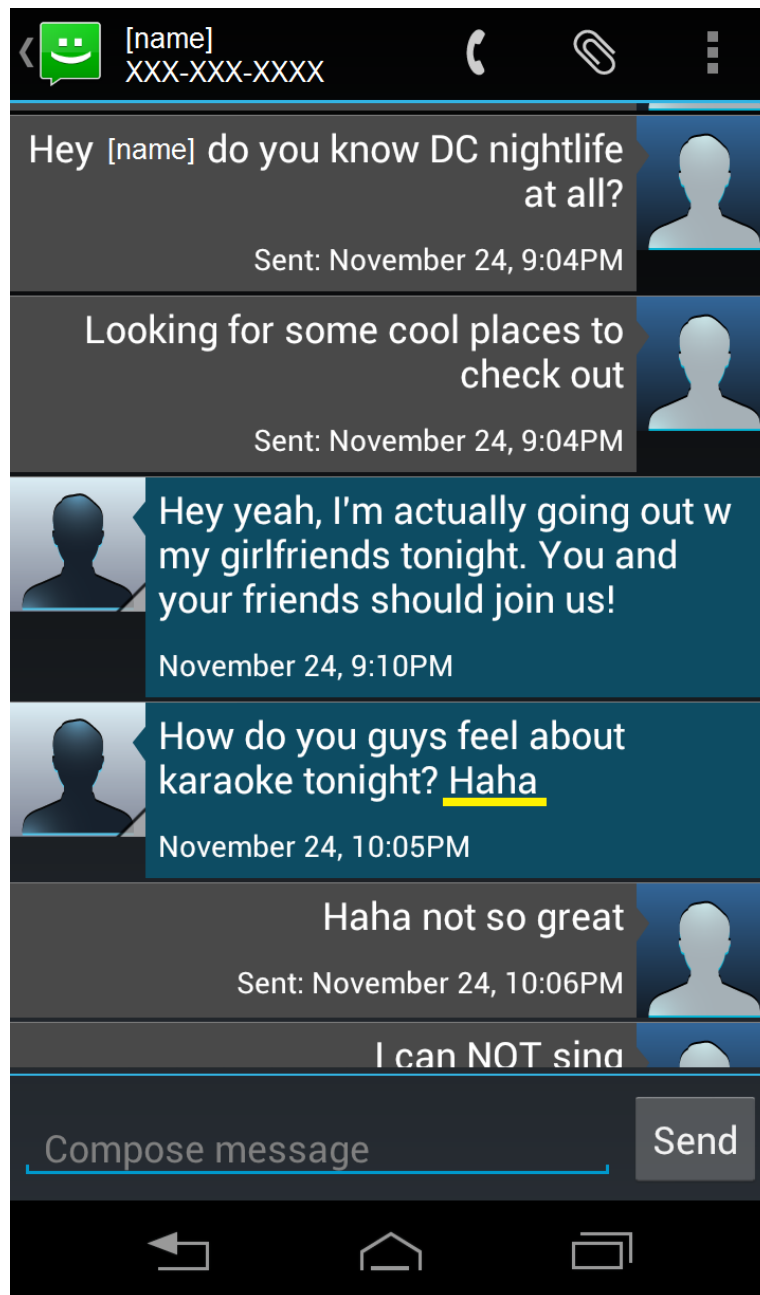 [name]
XXX-XXX-XXXX
Hey [name] do you know DC nightlife
at all?
Sent: November 24, 9:04PM
Looking for some cool places to
check out
Sent: November 24, 9:04PM
Hey yeah, I'm actually going out w
my girlfriends tonight. You and
your friends should join us!
November 24, 9:10PM
How do you guys feel about
karaoke tonight? Haha
November 24, 10:05PM
Haha not so great
Sent: November 24, 10:06PM
I can NOT sing
Compose message
Send